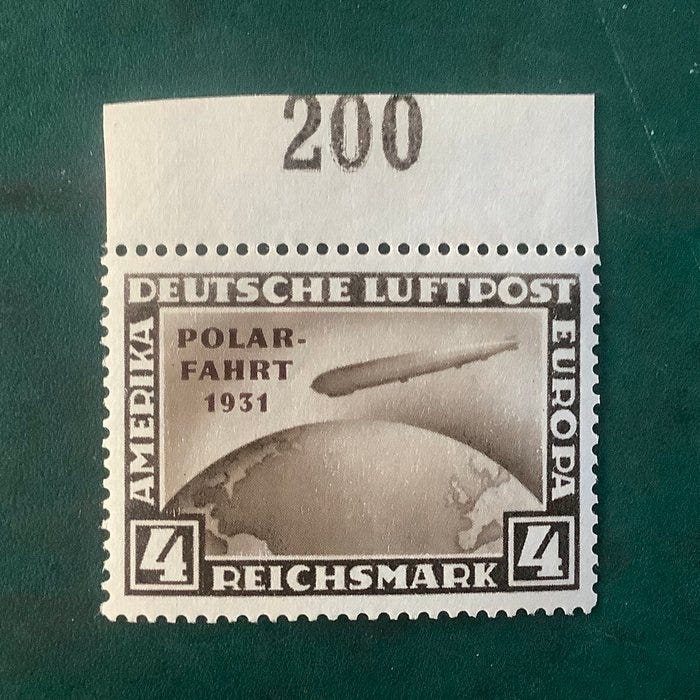 200
DEUTSCHE LUFTPOST
AMERIKA
EUROPA
POLAR-
FAHRT
1931
4
REICHSMARK
4